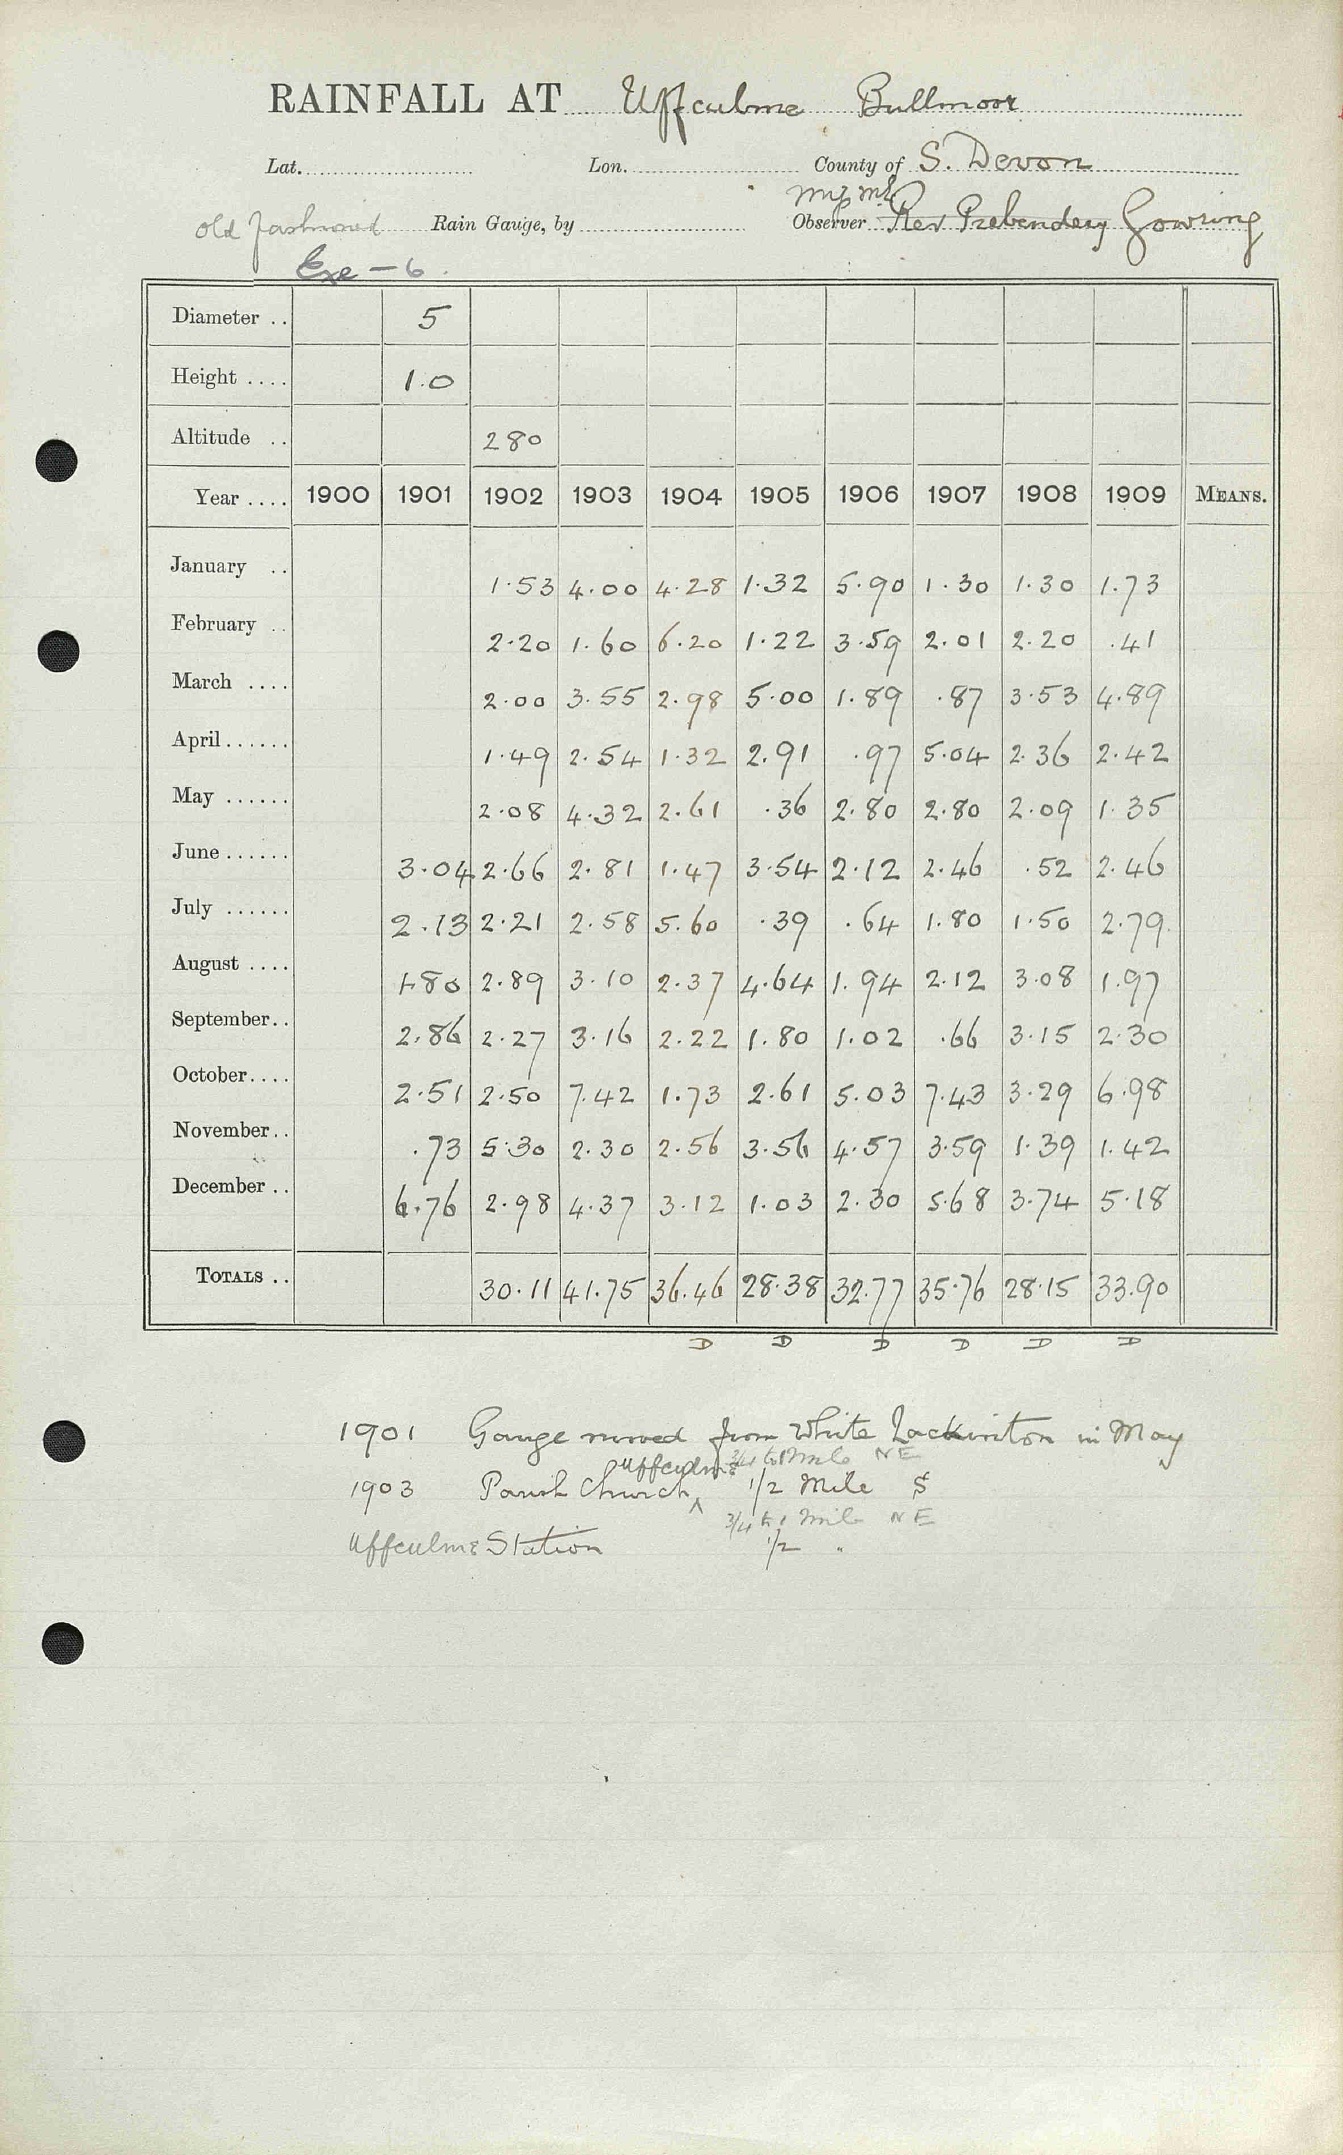 RAINFALL AT Uffculme Bullmoor
Lat. Lon. County of S. Devon
old fashioned Rain Gauge, by Observer Rev Prebendary Gowring
Exe - 6.
Diameter .. 5
Height .... 1.0
Altitude .. 280
Year .... 1900 1901 1902 1903 1904 1905 1906 1907 1908 1909 MEANS.
January .. 1.53 4.00 4.28 1.32 5.90 1.30 1.30 1.73
February .. 2.20 1.60 6.20 1.22 3.59 2.01 2.20 .41
March .... 2.00 3.55 2.98 5.00 1.89 .87 3.53 4.89
April ...... 1.49 2.54 1.32 2.91 .97 5.04 2.36 2.42
May ...... 2.08 4.32 2.61 .36 2.80 2.80 2.09 1.35
June ...... 3.04 2.66 2.81 1.47 3.54 2.12 2.46 .52 2.46
July ...... 2.13 2.21 2.58 5.60 .39 .64 1.80 1.50 2.79
August .... 1.80 2.89 3.10 2.37 4.64 1.94 2.12 3.08 1.97
September.. 2.86 2.27 3.16 2.22 1.80 1.02 .66 3.15 2.30
October.... 2.51 2.50 7.42 1.73 2.61 5.03 7.43 3.29 6.98
November.. .73 5.30 2.30 2.56 3.56 4.57 3.59 1.39 1.42
December .. 6.76 2.98 4.37 3.12 1.03 2.30 5.68 3.74 5.18
TOTALS .. 30.11 41.75 36.46 28.38 32.77 35.76 28.15 33.90
D D D D D D
1901 Gauge moved from White Lackinton in May
Uffculme 3/4 to 1 Mile NE
1903 Parish Church ^ 1/2 Mile S
3/4 to 1 Mile NE
Uffculme Station 1/2 "